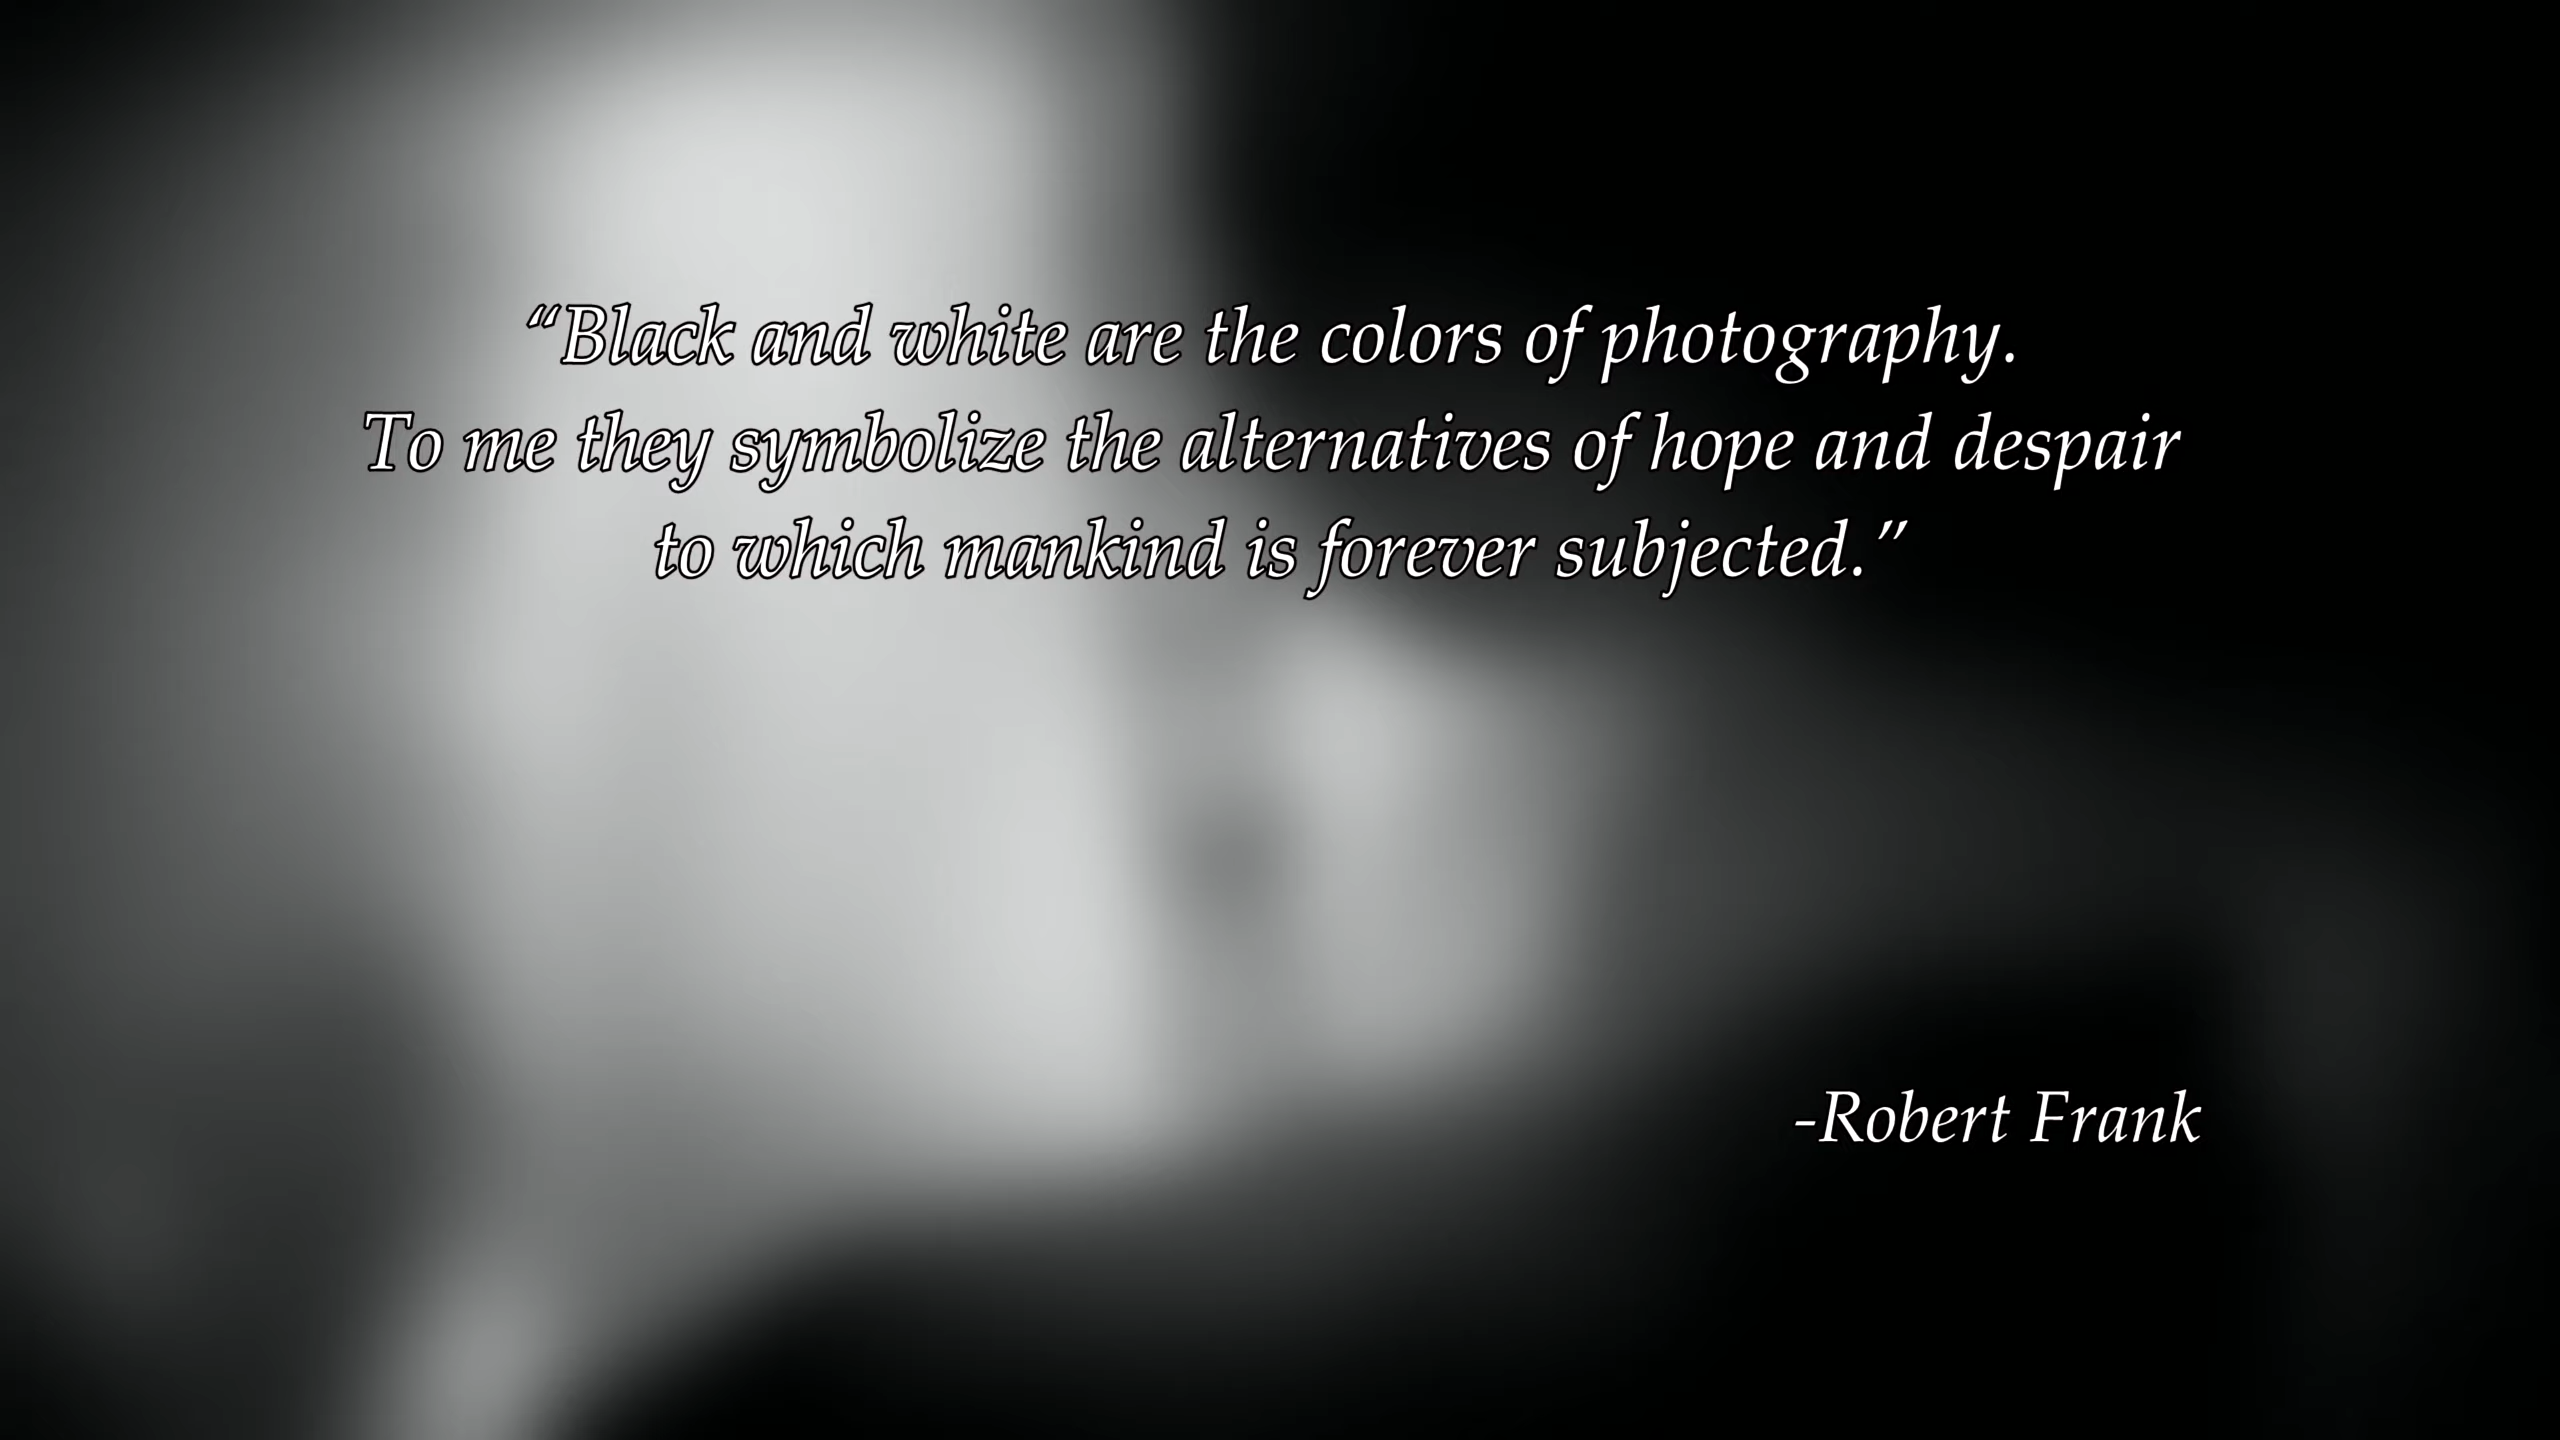 “Black and white are the colors of photography.
To me they symbolize the alternatives of hope and despair
to which mankind is forever subjected.”
-Robert Frank